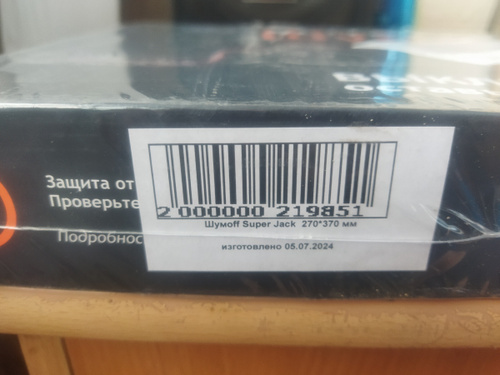 Защита от
Проверьте
Подробнос
2 000000 219851
Шумoff Super Jack 270*370 мм
изготовлено 05.07.2024